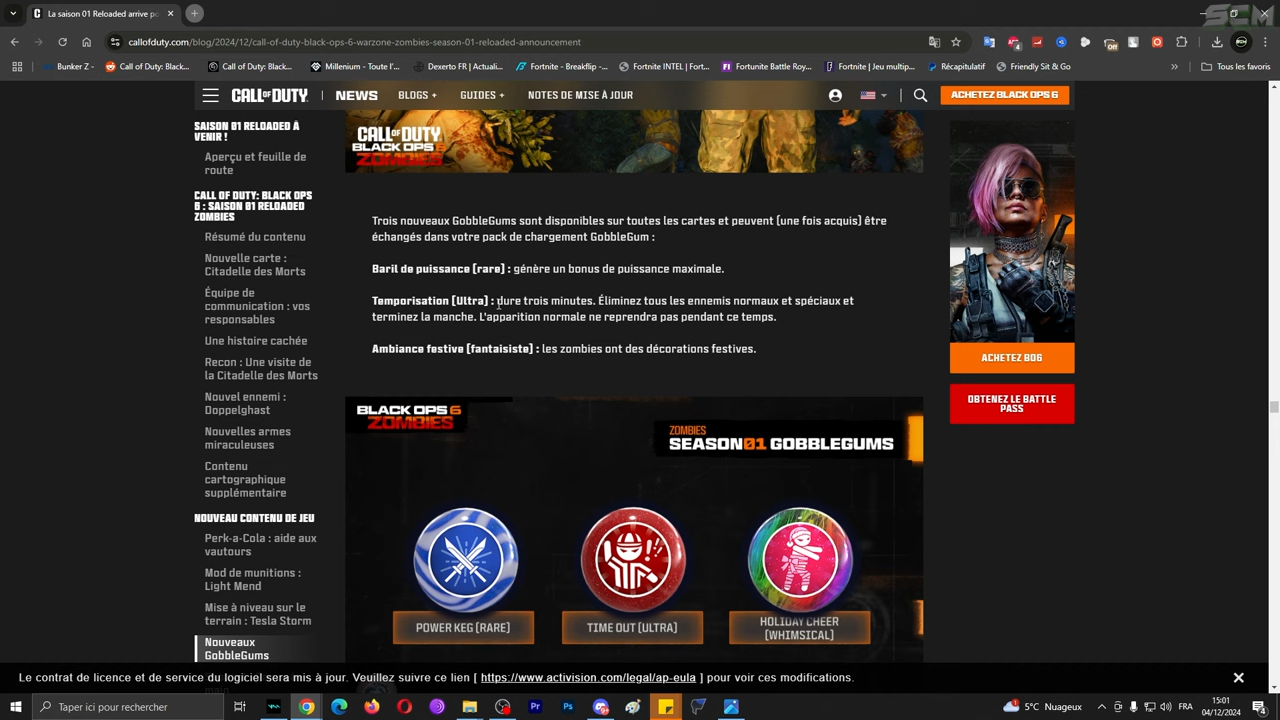 La saison 01 Reloaded arrive po
callofduty.com/blog/2024/12/call-of-duty-black-ops-6-warzone-zombies-season-01-reloaded-announcement
Bunker Z - Call of Duty: Black... Call of Duty: Black... Millenium - Toute l'... Dexerto FR | Actuali... Fortnite - Breakflip -... Fortnite INTEL | Fort... Fortnite Battle Roy... Fortnite | Jeu multip... Récapitulatif Friendly Sit & Go » Tous les favoris
CALL OF DUTY NEWS BLOGS + GUIDES + NOTES DE MISE À JOUR ACHETEZ BLACK OPS 6
SAISON 01 RELOADED À
VENIR !
Aperçu et feuille de
route
CALL OF DUTY: BLACK OPS
6 : SAISON 01 RELOADED
ZOMBIES
Résumé du contenu
Nouvelle carte :
Citadelle des Morts
Équipe de
communication : vos
responsables
Une histoire cachée
Recon : Une visite de
la Citadelle des Morts
Nouvel ennemi :
Doppelghast
Nouvelles armes
miraculeuses
Contenu
cartographique
supplémentaire
NOUVEAU CONTENU DE JEU
Perk-a-Cola : aide aux
vautours
Mod de munitions :
Light Mend
Mise à niveau sur le
terrain : Tesla Storm
Nouveaux
GobbleGums
CALL OF DUTY
BLACK OPS 6
ZOMBIES
Trois nouveaux GobbleGums sont disponibles sur toutes les cartes et peuvent (une fois acquis) être
échangés dans votre pack de chargement GobbleGum :
Baril de puissance [rare] : génère un bonus de puissance maximale.
Temporisation [Ultra] : dure trois minutes. Éliminez tous les ennemis normaux et spéciaux et
terminez la manche. L'apparition normale ne reprendra pas pendant ce temps.
Ambiance festive [fantaisiste] : les zombies ont des décorations festives.
BLACK OPS 6
ZOMBIES
ZOMBIES
SEASON 01 GOBBLEGUMS
POWER KEG [RARE]
TIME OUT [ULTRA]
HOLIDAY CHEER
[WHIMSICAL]
ACHETEZ BO6
OBTENEZ LE BATTLE
PASS
Le contrat de licence et de service du logiciel sera mis à jour. Veuillez suivre ce lien [ https://www.activision.com/legal/ap-eula ] pour voir ces modifications.
Taper ici pour rechercher
5°C Nuageux
15:01
04/12/2024